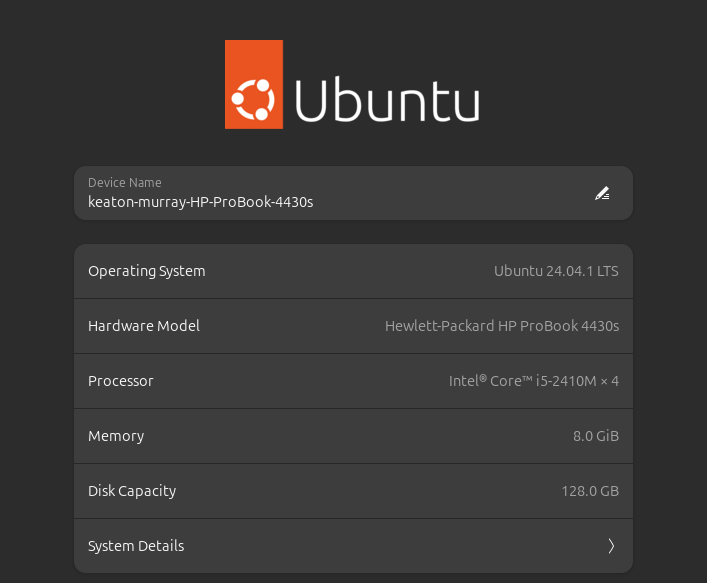 Ubuntu
Device Name
keaton-murray-HP-ProBook-4430s
Operating System Ubuntu 24.04.1 LTS
Hardware Model Hewlett-Packard HP ProBook 4430s
Processor Intel® Core™ i5-2410M × 4
Memory 8.0 GiB
Disk Capacity 128.0 GB
System Details